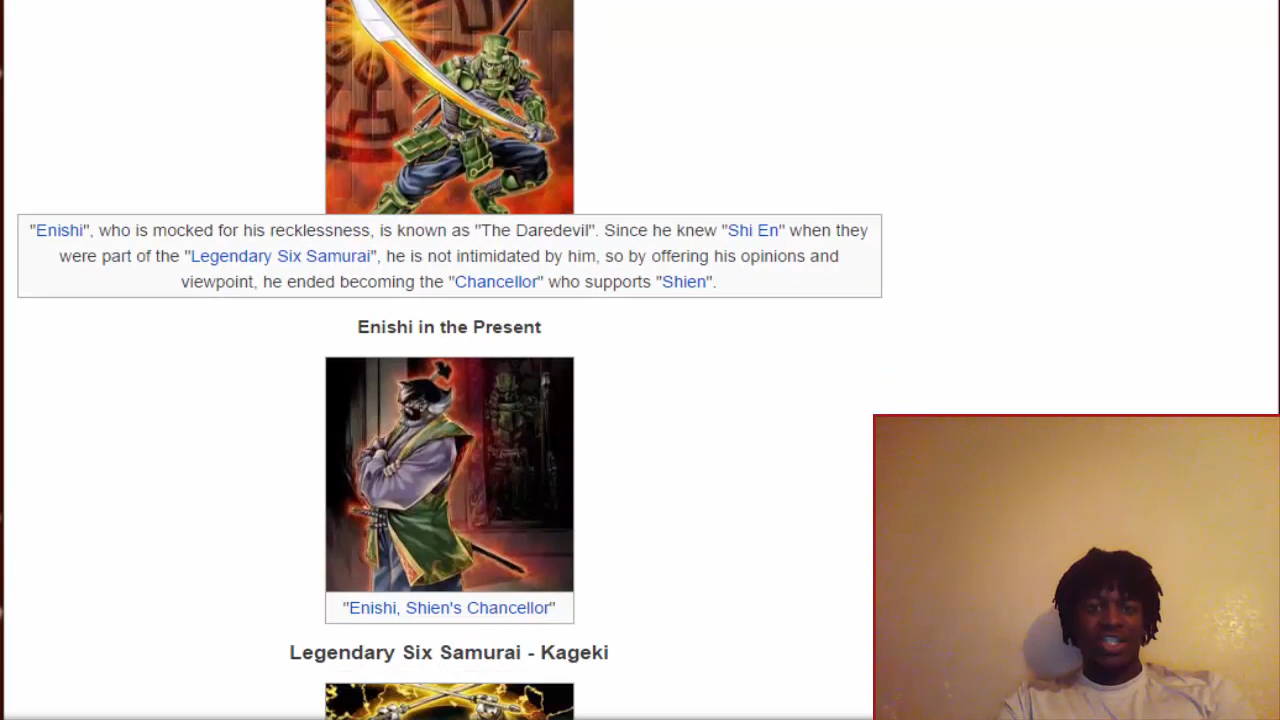 "Enishi", who is mocked for his recklessness, is known as "The Daredevil". Since he knew "Shi En" when they
were part of the "Legendary Six Samurai", he is not intimidated by him, so by offering his opinions and
viewpoint, he ended becoming the "Chancellor" who supports "Shien".
Enishi in the Present
"Enishi, Shien's Chancellor"
Legendary Six Samurai - Kageki